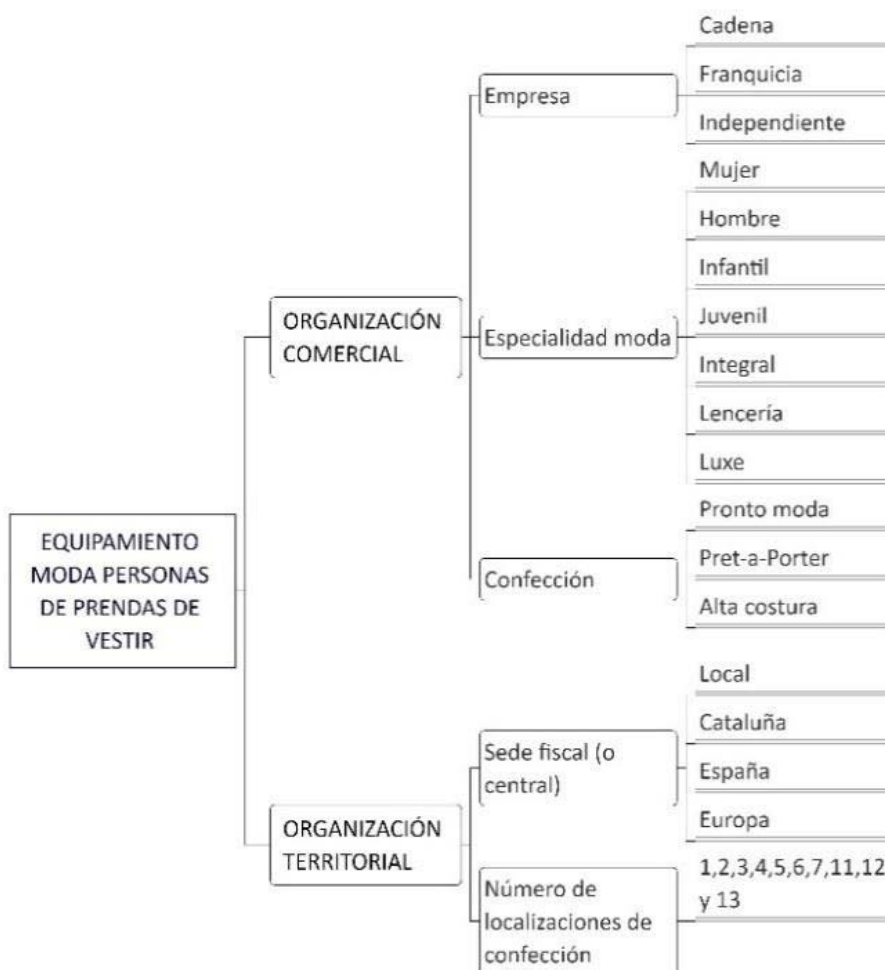 EQUIPAMIENTO
MODA PERSONAS
DE PRENDAS DE
VESTIR
ORGANIZACIÓN
COMERCIAL
Empresa
Cadena
Franquicia
Independiente
Especialidad moda
Mujer
Hombre
Infantil
Juvenil
Integral
Lencería
Luxe
Confección
Pronto moda
Pret-a-Porter
Alta costura
ORGANIZACIÓN
TERRITORIAL
Sede fiscal (o
central)
Local
Cataluña
España
Europa
Número de
localizaciones de
confección
1,2,3,4,5,6,7,11,12
y 13